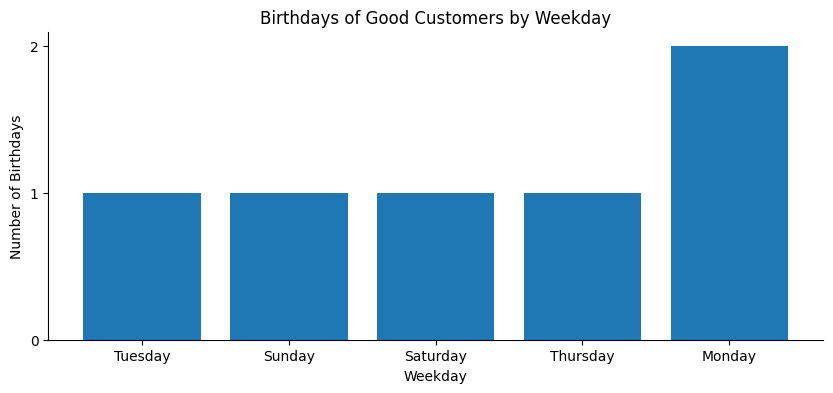 Birthdays of Good Customers by Weekday
Number of Birthdays
2
1
0
Tuesday Sunday Saturday Thursday Monday
Weekday